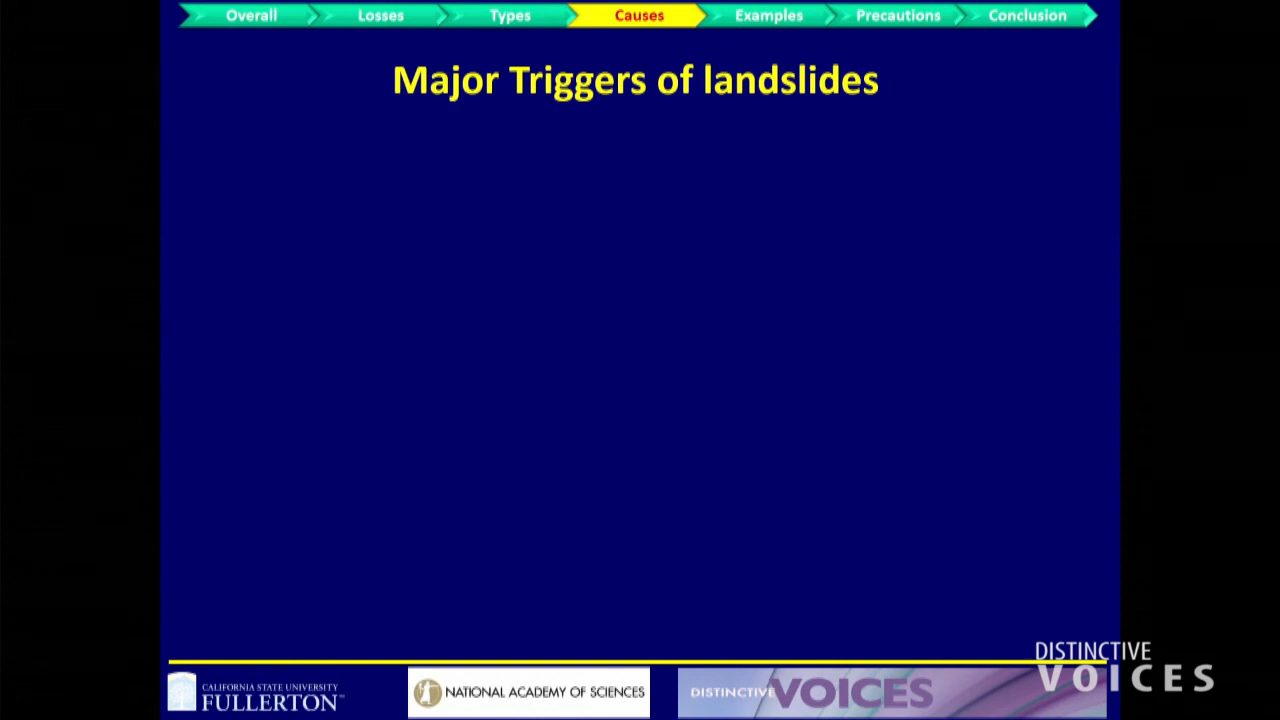 Overall
Losses
Types
Causes
Examples
Precautions
Conclusion
Major Triggers of landslides
CALIFORNIA STATE UNIVERSITY
FULLERTON™
NATIONAL ACADEMY OF SCIENCES
DISTINCTIVE VOICES
DISTINCTIVE
VOICES